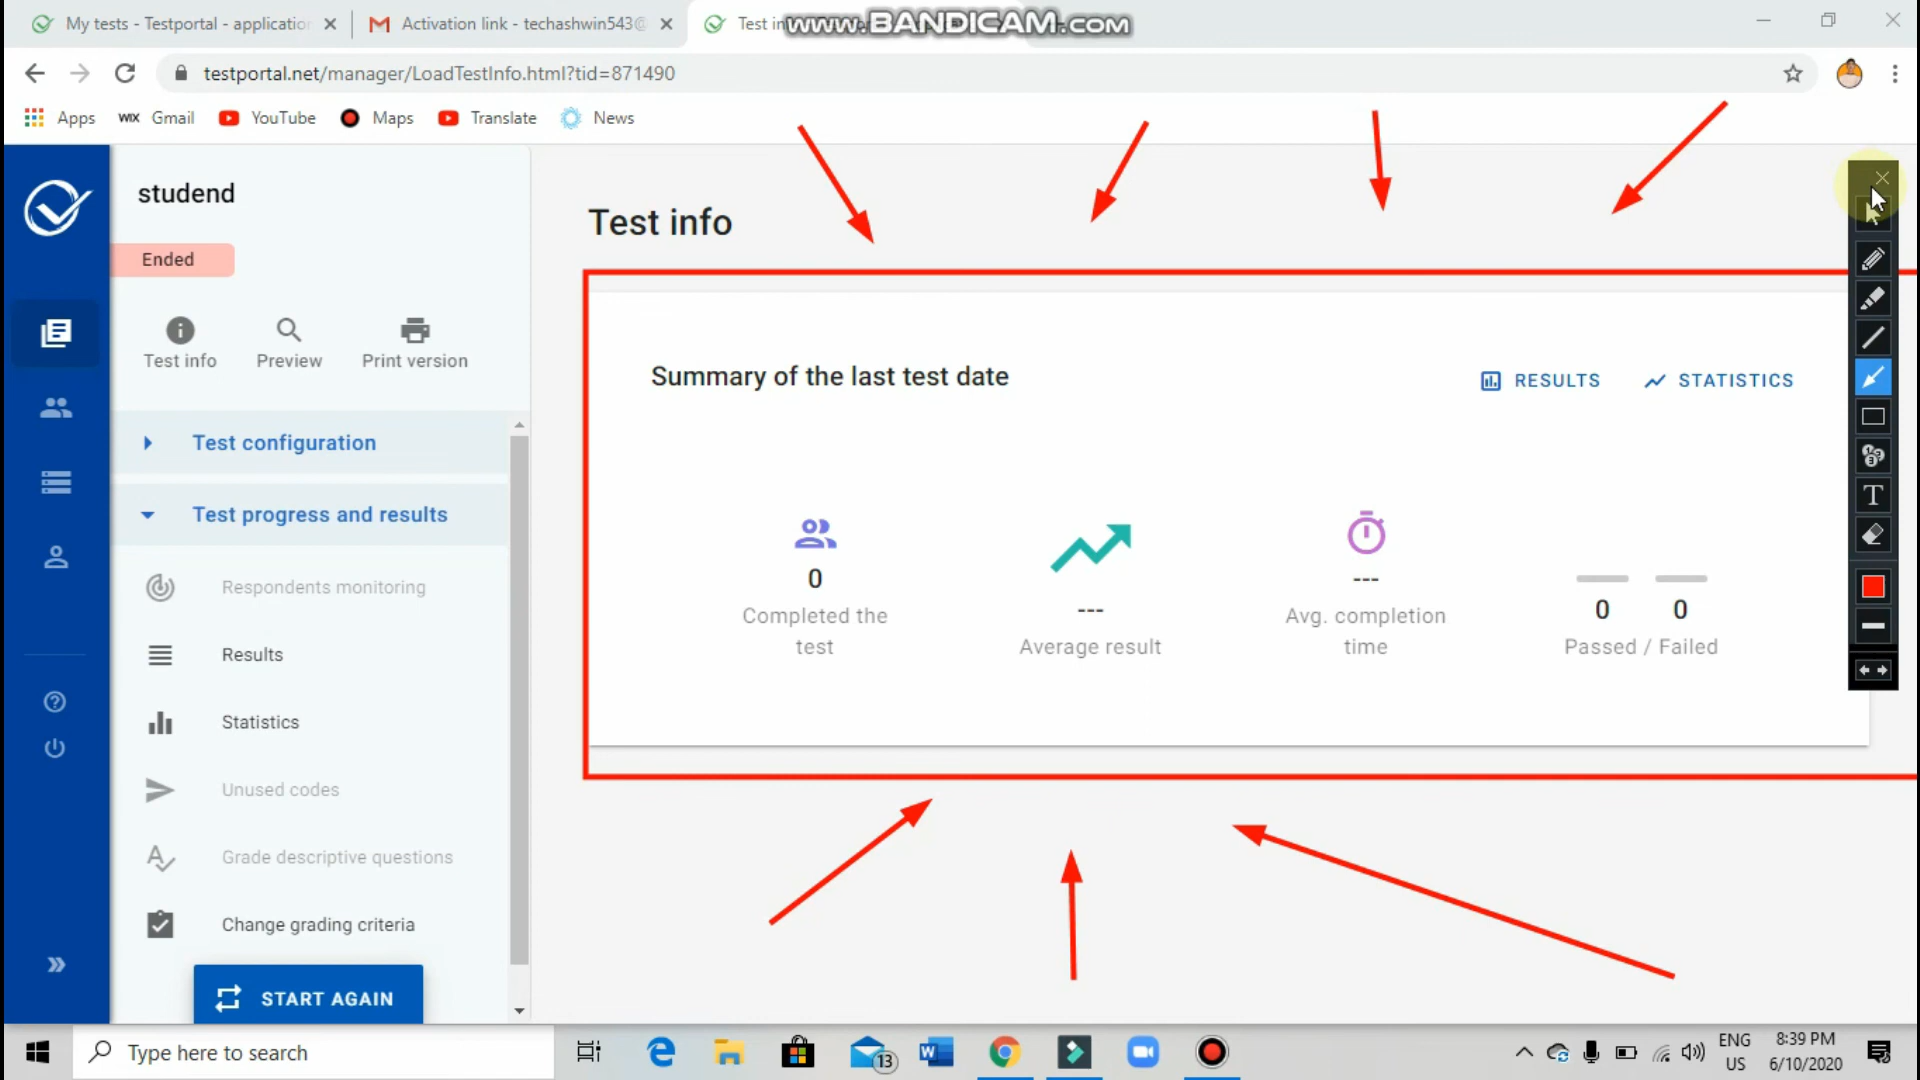 My tests - Testportal - application
Activation link - techashwin543@
Test in
www.BANDICAM.com
testportal.net/manager/LoadTestInfo.html?tid=871490
Apps
WIX Gmail
YouTube
Maps
Translate
News
studend
Ended
Test info
Preview
Print version
Test configuration
Test progress and results
Respondents monitoring
Results
Statistics
Unused codes
Grade descriptive questions
Change grading criteria
START AGAIN
Test info
Summary of the last test date
RESULTS
STATISTICS
0
Completed the
test
---
Average result
---
Avg. completion
time
0 0
Passed / Failed
T
Type here to search
13
ENG
US
8:39 PM
6/10/2020